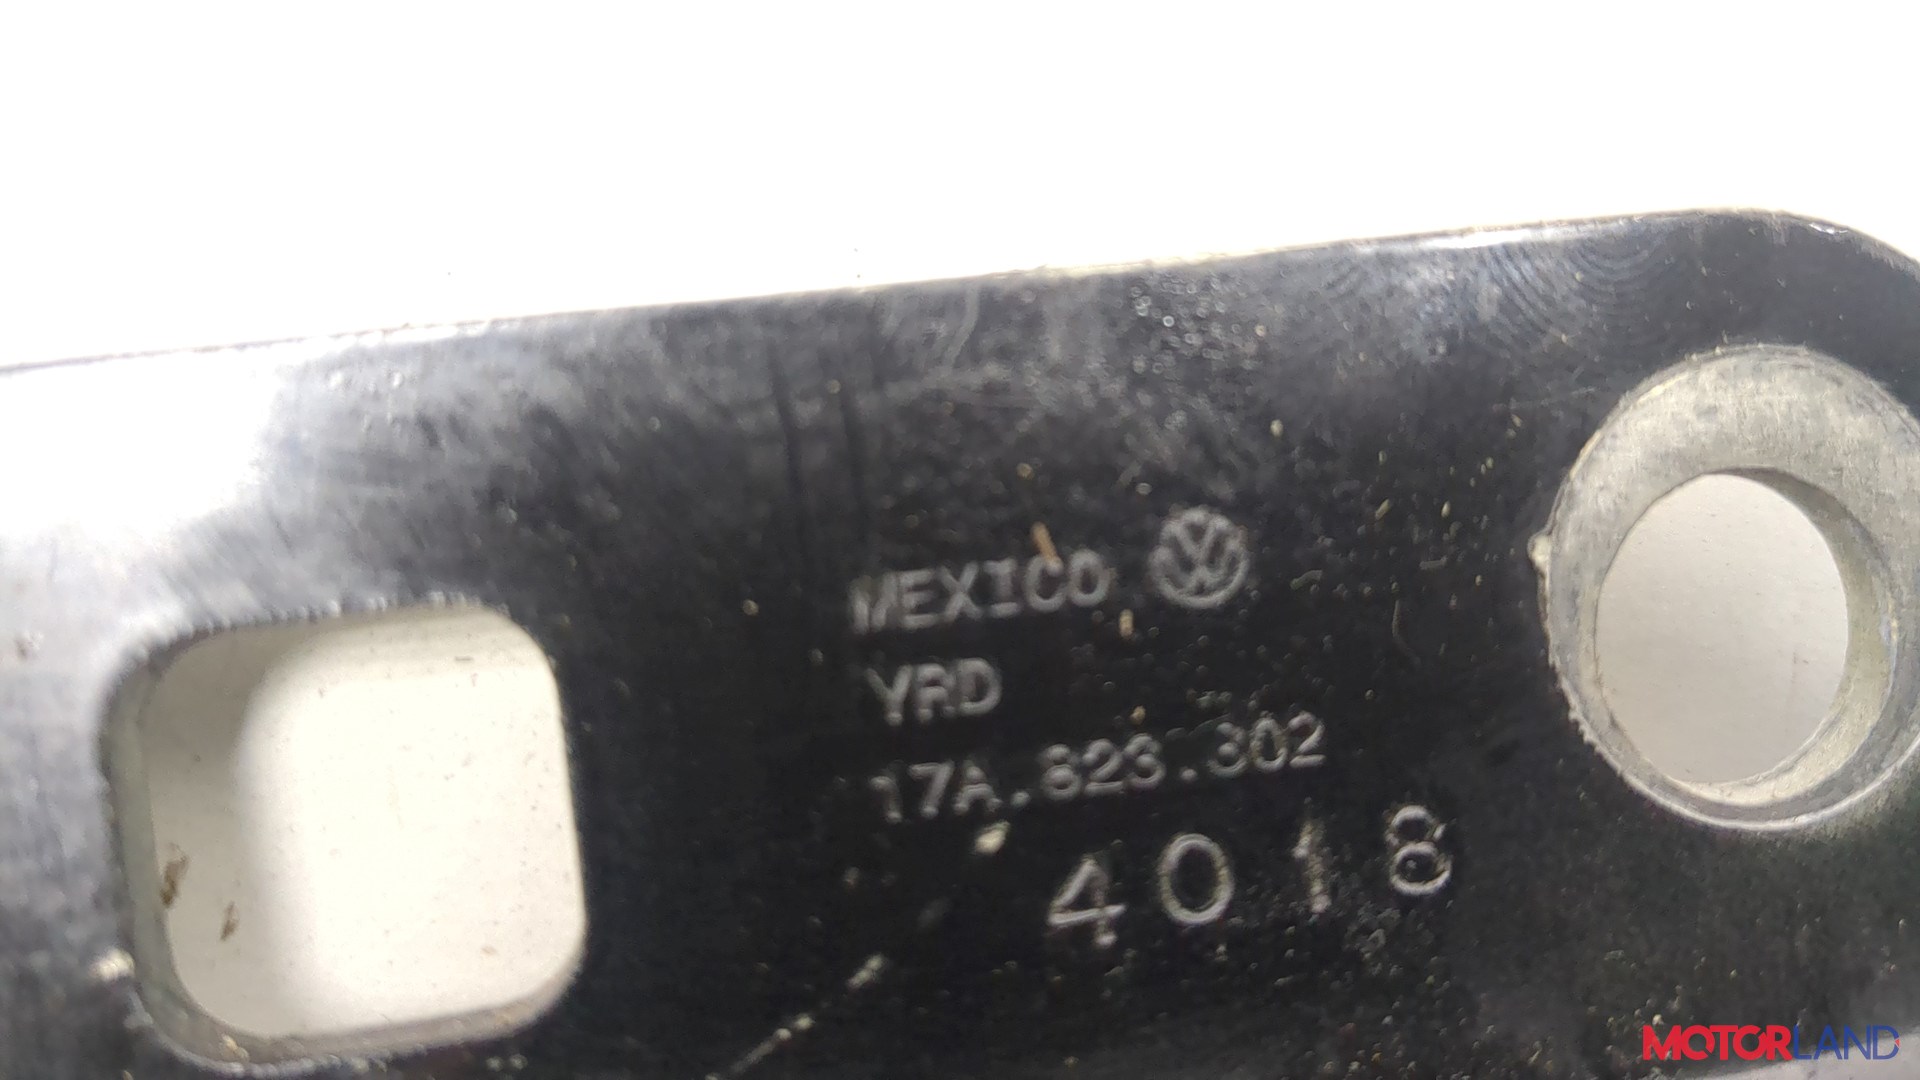 MEXICO
YRD
17A.823.302
4018
MOTORLAND